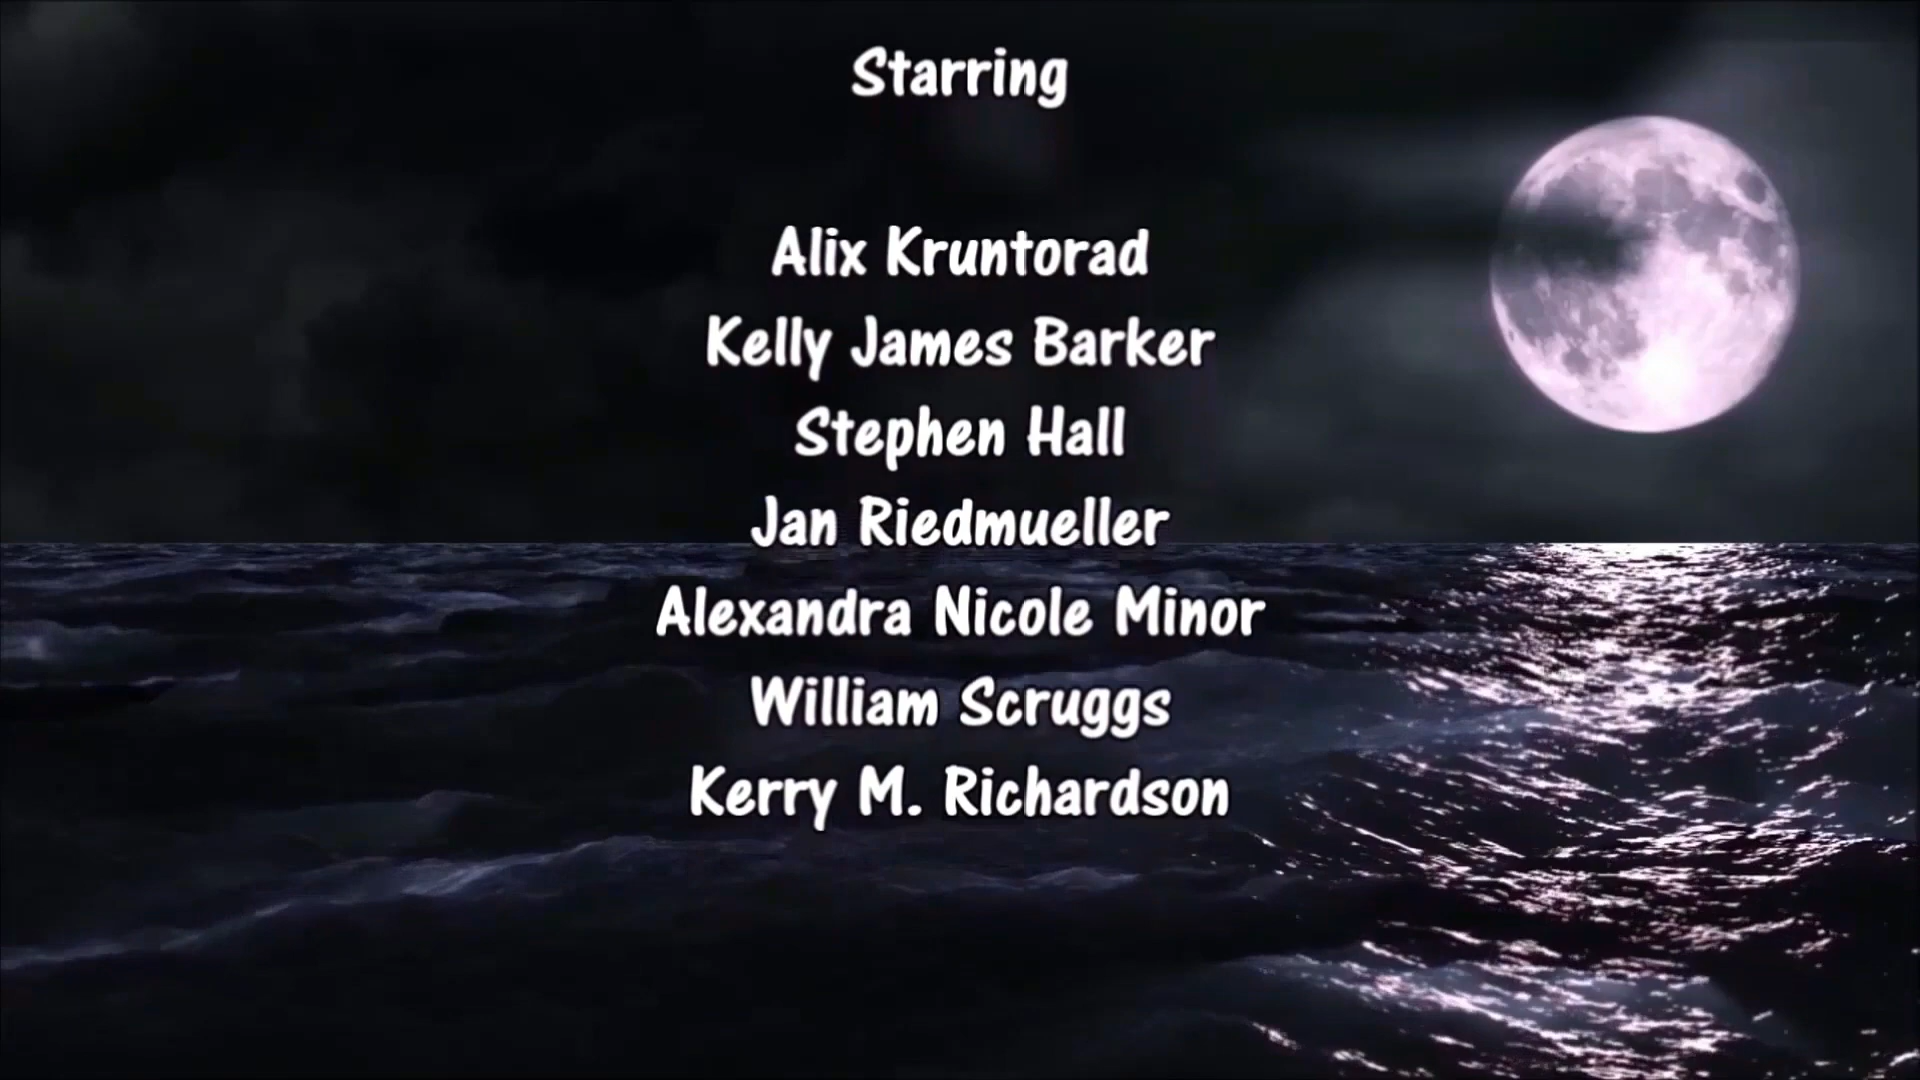 Starring
Alix Kruntorad
Kelly James Barker
Stephen Hall
Jan Riedmueller
Alexandra Nicole Minor
William Scruggs
Kerry M. Richardson